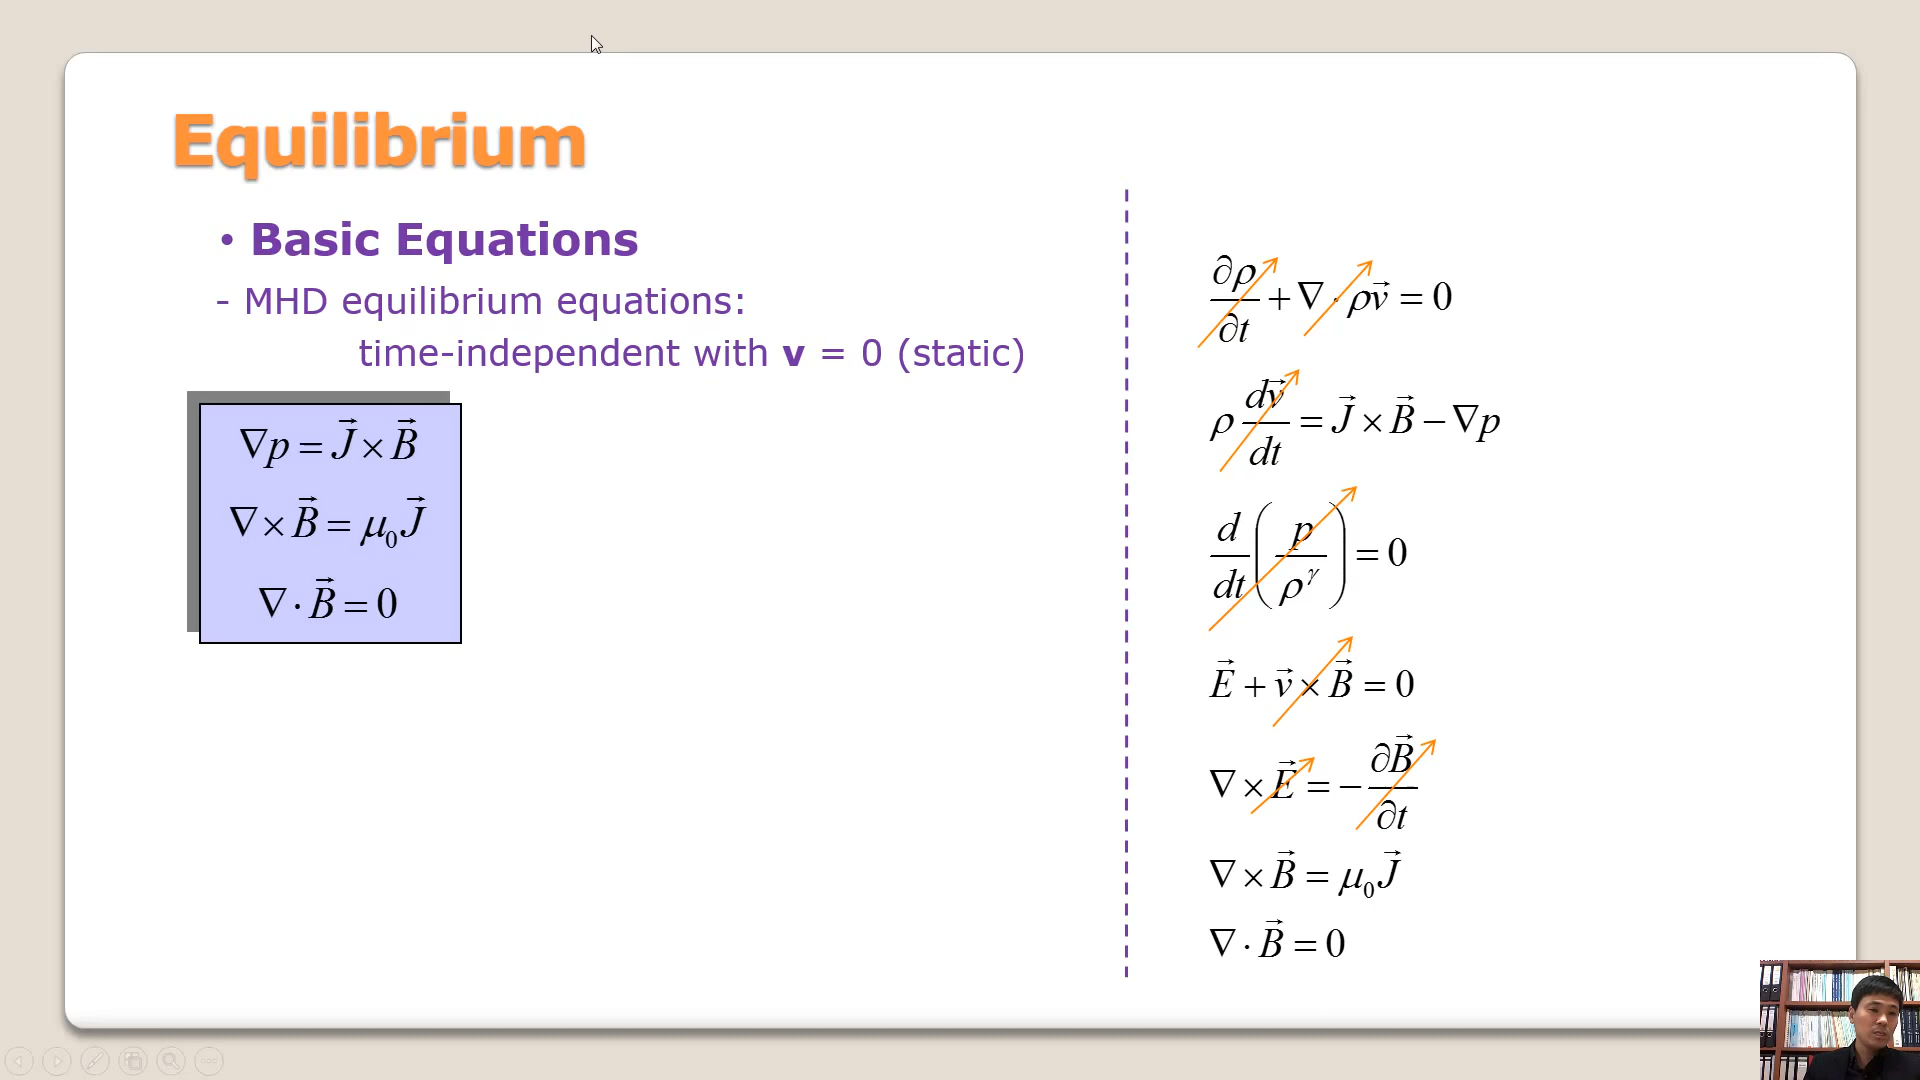 Equilibrium
• Basic Equations
- MHD equilibrium equations:
time-independent with v = 0 (static)
∇p = J⃗ × B⃗
∇ × B⃗ = μ₀J⃗
∇ · B⃗ = 0
∂ρ/∂t + ∇ · ρv⃗ = 0
ρ dv⃗/dt = J⃗ × B⃗ − ∇p
d/dt (p/ρ^γ) = 0
E⃗ + v⃗ × B⃗ = 0
∇ × E⃗ = − ∂B⃗/∂t
∇ × B⃗ = μ₀J⃗
∇ · B⃗ = 0